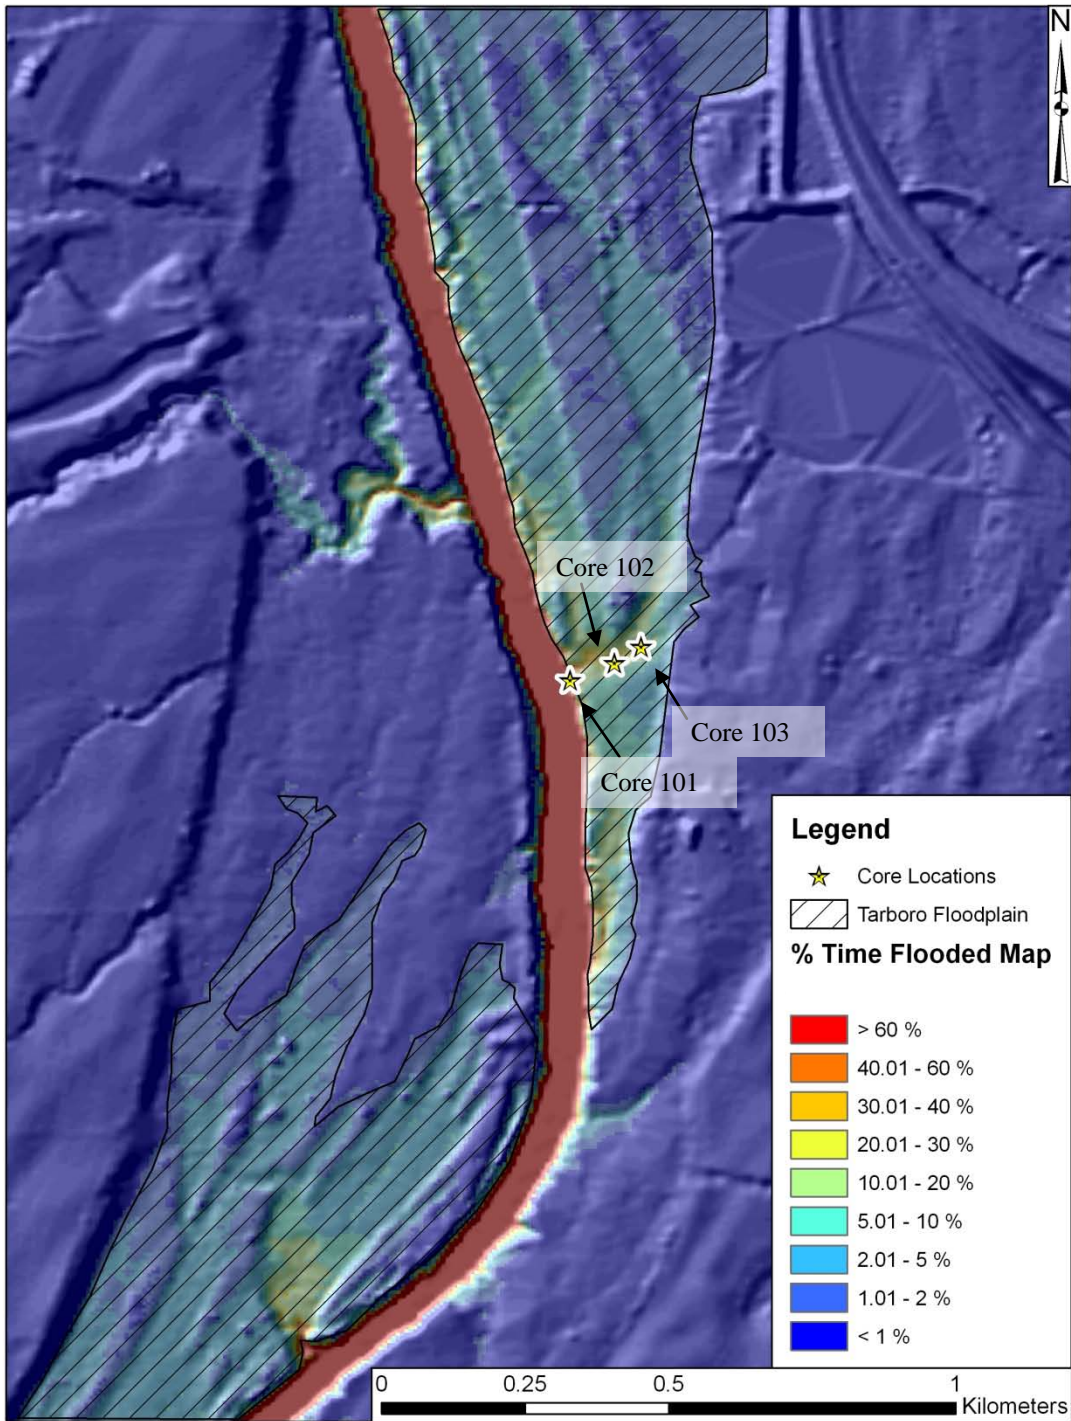 N
Core 102
Core 103
Core 101
Legend
Core Locations
Tarboro Floodplain
% Time Flooded Map
> 60 %
40.01 - 60 %
30.01 - 40 %
20.01 - 30 %
10.01 - 20 %
5.01 - 10 %
2.01 - 5 %
1.01 - 2 %
< 1 %
0 0.25 0.5 1
Kilometers